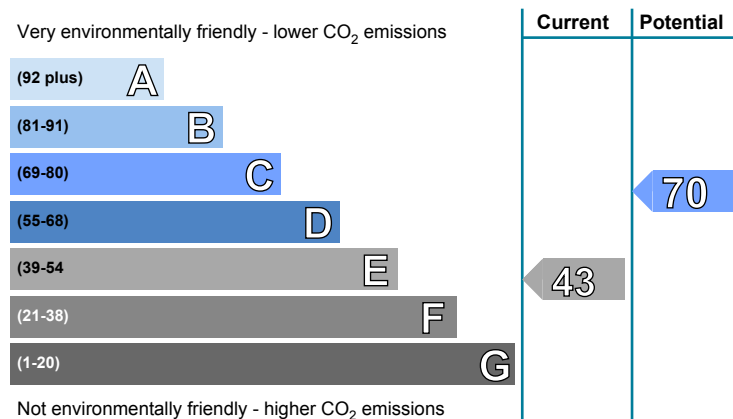 Very environmentally friendly - lower CO₂ emissions
Current
Potential
(92 plus) A
(81-91) B
(69-80) C
70
(55-68) D
(39-54 E
43
(21-38) F
(1-20) G
Not environmentally friendly - higher CO₂ emissions